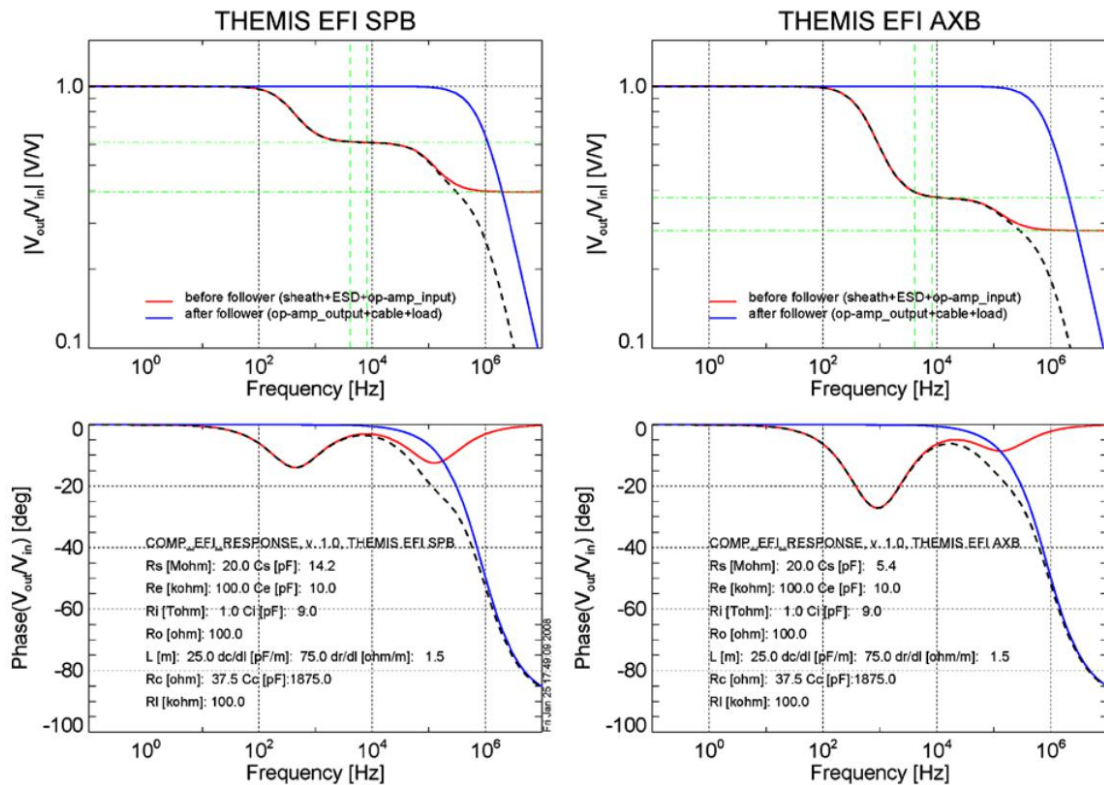 THEMIS EFI SPB
1.0
0.1
|Vout/Vin| [V/V]
before follower (sheath+ESD+op-amp_input)
after follower (op-amp_output+cable+load)
10^0 10^2 10^4 10^6
Frequency [Hz]
THEMIS EFI AXB
1.0
0.1
|Vout/Vin| [V/V]
before follower (sheath+ESD+op-amp_input)
after follower (op-amp_output+cable+load)
10^0 10^2 10^4 10^6
Frequency [Hz]
0
-20
-40
-60
-80
-100
Phase(Vout/Vin) [deg]
COMP_EFI_RESPONSE, v. 1.0, THEMIS EFI SPB
Rs [Mohm]: 20.0 Cs [pF]: 14.2
Re [kohm]: 100.0 Ce [pF]: 10.0
Ri [Tohm]: 1.0 Ci [pF]: 9.0
Ro [ohm]: 100.0
L [m]: 25.0 dc/dl [pF/m]: 75.0 dr/dl [ohm/m]: 1.5
Rc [ohm]: 37.5 Cc [pF]:1875.0
Rl [kohm]: 100.0
Fri Jan 25 17:49:09 2008
10^0 10^2 10^4 10^6
Frequency [Hz]
0
-20
-40
-60
-80
-100
Phase(Vout/Vin) [deg]
COMP_EFI_RESPONSE, v. 1.0, THEMIS EFI AXB
Rs [Mohm]: 20.0 Cs [pF]: 5.4
Re [kohm]: 100.0 Ce [pF]: 10.0
Ri [Tohm]: 1.0 Ci [pF]: 9.0
Ro [ohm]: 100.0
L [m]: 25.0 dc/dl [pF/m]: 75.0 dr/dl [ohm/m]: 1.5
Rc [ohm]: 37.5 Cc [pF]:1875.0
Rl [kohm]: 100.0
10^0 10^2 10^4 10^6
Frequency [Hz]